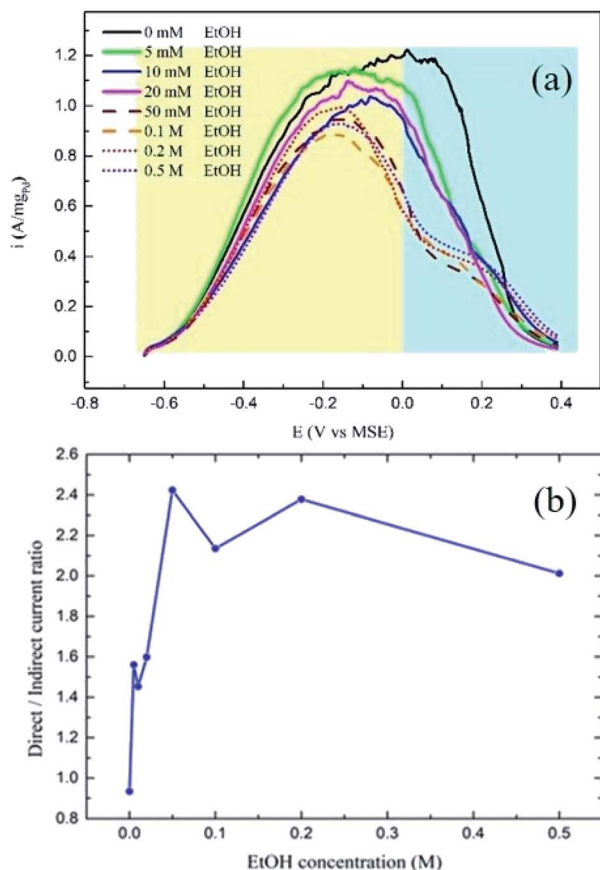 (a)
0 mM EtOH
5 mM EtOH
10 mM EtOH
20 mM EtOH
50 mM EtOH
0.1 M EtOH
0.2 M EtOH
0.5 M EtOH
1.2
1.0
0.8
0.6
0.4
0.2
0.0
i (A/mgPd)
-0.8 -0.6 -0.4 -0.2 0.0 0.2 0.4
E (V vs MSE)
(b)
2.6
2.4
2.2
2.0
1.8
1.6
1.4
1.2
1.0
0.8
Direct / Indirect current ratio
0.0 0.1 0.2 0.3 0.4 0.5
EtOH concentration (M)